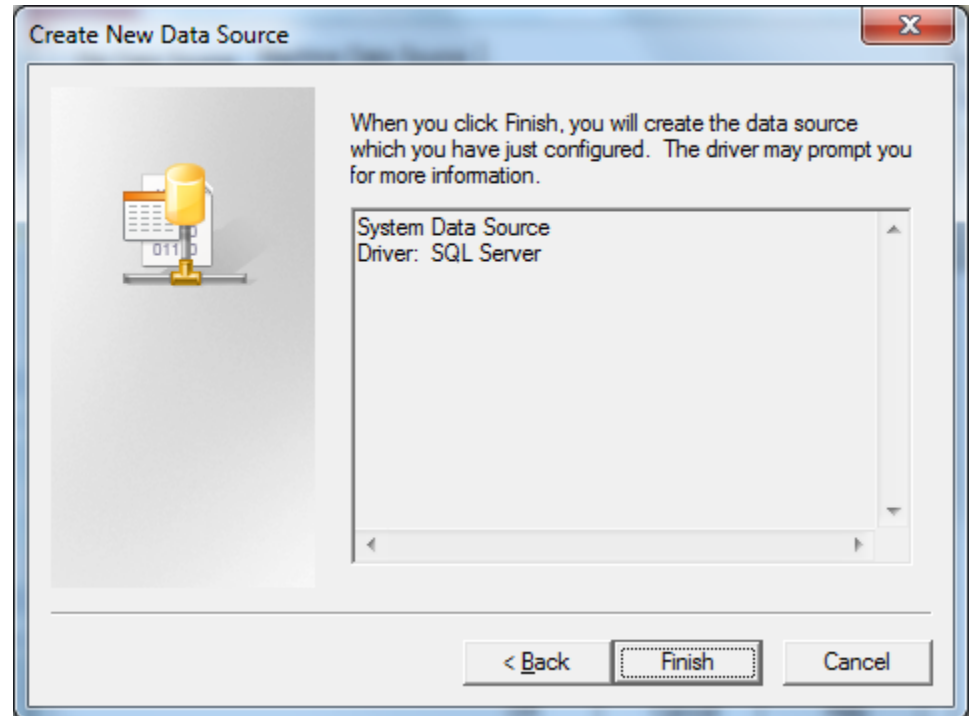 Create New Data Source
When you click Finish, you will create the data source
which you have just configured.  The driver may prompt you
for more information.
System Data Source
Driver:  SQL Server
< Back
Finish
Cancel